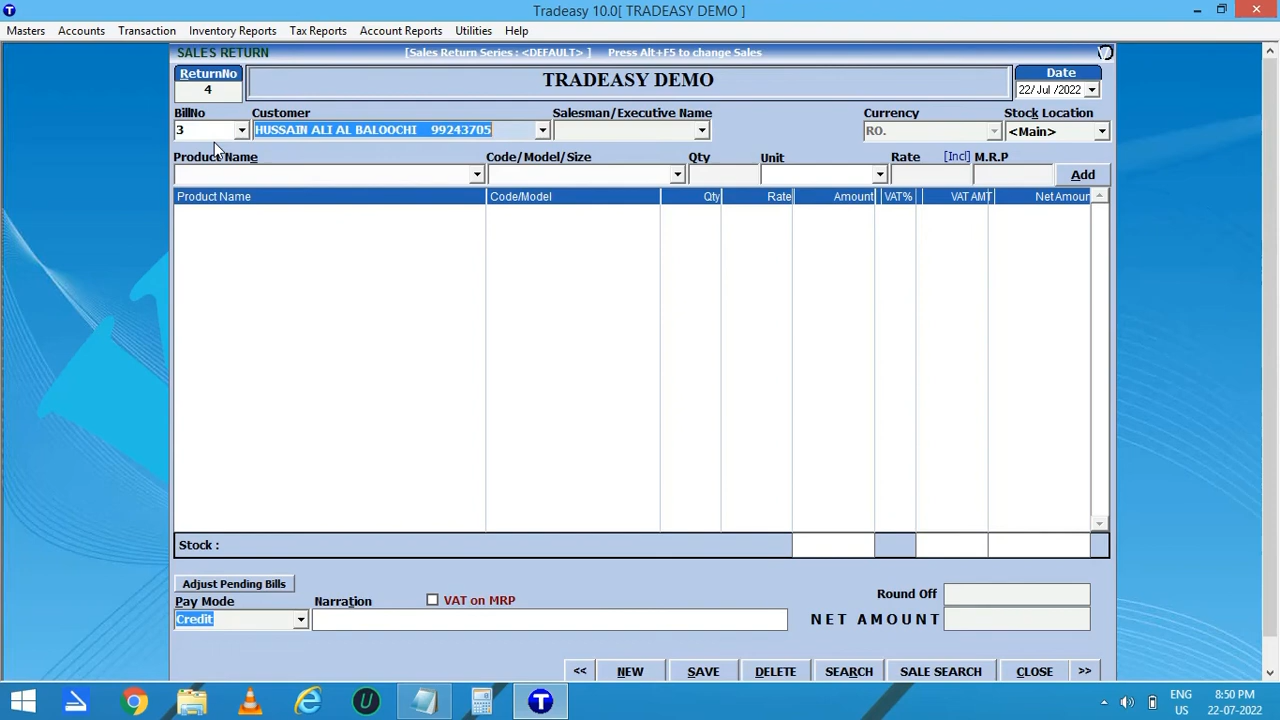 Tradeasy 10.0[ TRADEASY DEMO ]
Masters Accounts Transaction Inventory Reports Tax Reports Account Reports Utilities Help
SALES RETURN [Sales Return Series : <DEFAULT> ] Press Alt+F5 to change Sales
ReturnNo
4
TRADEASY DEMO
Date
22/Jul /2022
BillNo Customer Salesman/Executive Name Currency Stock Location
3 HUSSAIN ALI AL BALOOCHI 99243705 RO. <Main>
Product Name Code/Model/Size Qty Unit Rate [Incl] M.R.P
Add
Product Name Code/Model Qty Rate Amount VAT% VAT AMT Net Amoun
Stock :
Adjust Pending Bills
Pay Mode Narration VAT on MRP Round Off
Credit NET AMOUNT
<< NEW SAVE DELETE SEARCH SALE SEARCH CLOSE >>
ENG 8:50 PM
US 22-07-2022